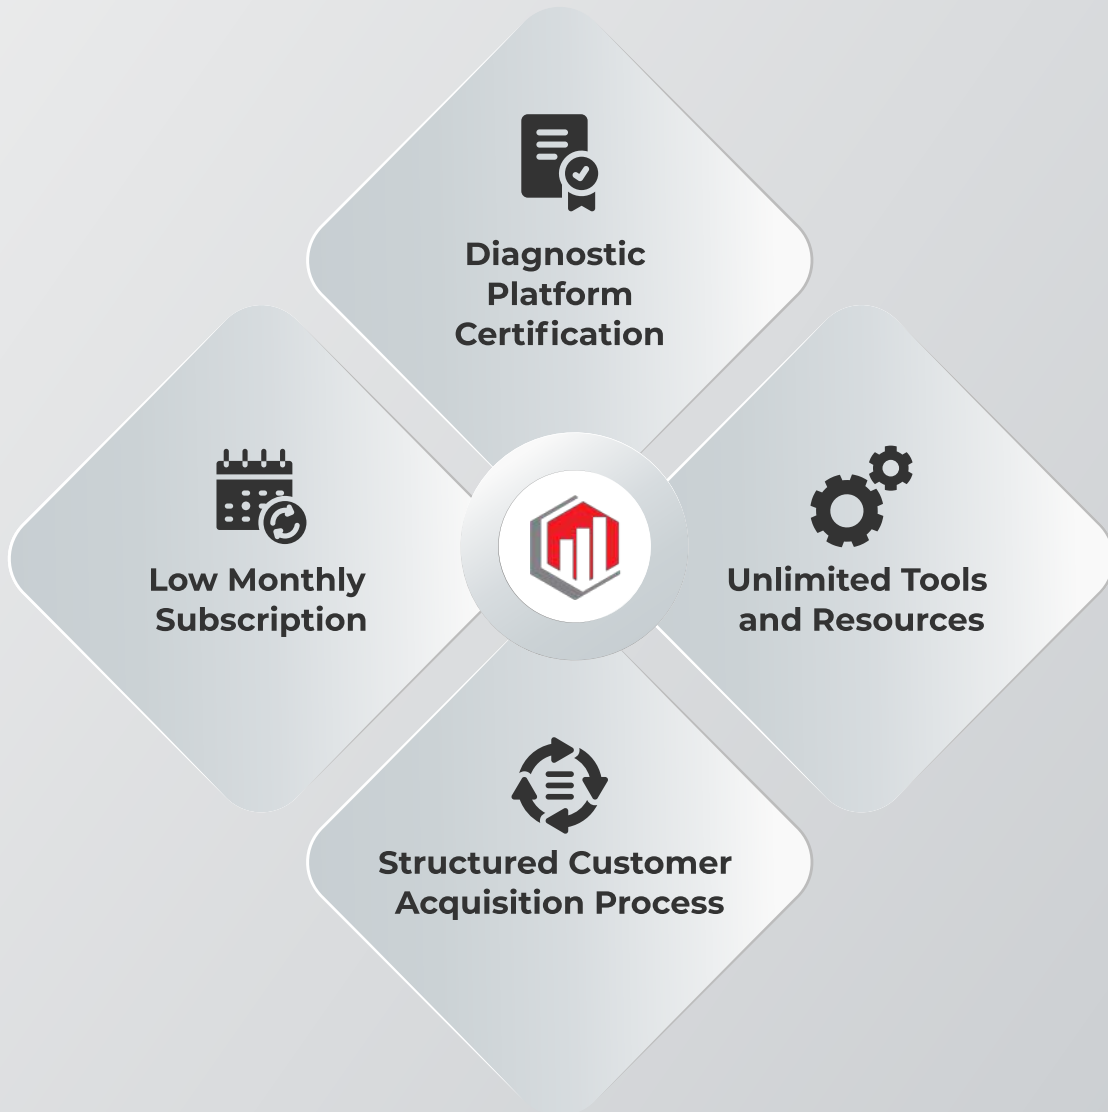 Diagnostic
Platform
Certification
Low Monthly
Subscription
Unlimited Tools
and Resources
Structured Customer
Acquisition Process